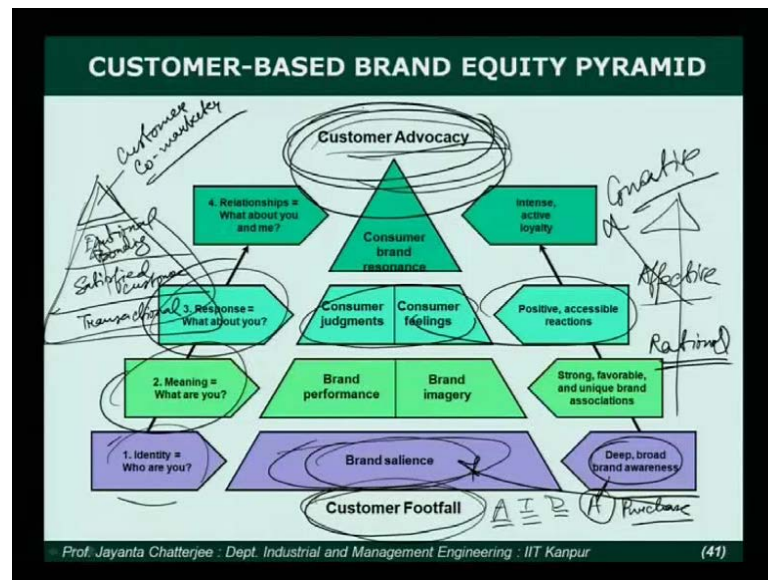 CUSTOMER-BASED BRAND EQUITY PYRAMID
Customer
Co-marketer
Customer Advocacy
4. Relationships =
What about you
and me?
Consumer
brand
resonance
Intense,
active
loyalty
Conative
Emotional
Bonding
Satisfied
customer
Transactional
3. Response =
What about you?
Consumer
judgments
Consumer
feelings
Positive, accessible
reactions
Affective
Rational
2. Meaning =
What are you?
Brand
performance
Brand
imagery
Strong, favorable,
and unique brand
associations
1. Identity =
Who are you?
Brand salience
Deep, broad
brand awareness
Customer Footfall
A I D A Purchase
Prof. Jayanta Chatterjee : Dept. Industrial and Management Engineering : IIT Kanpur (41)